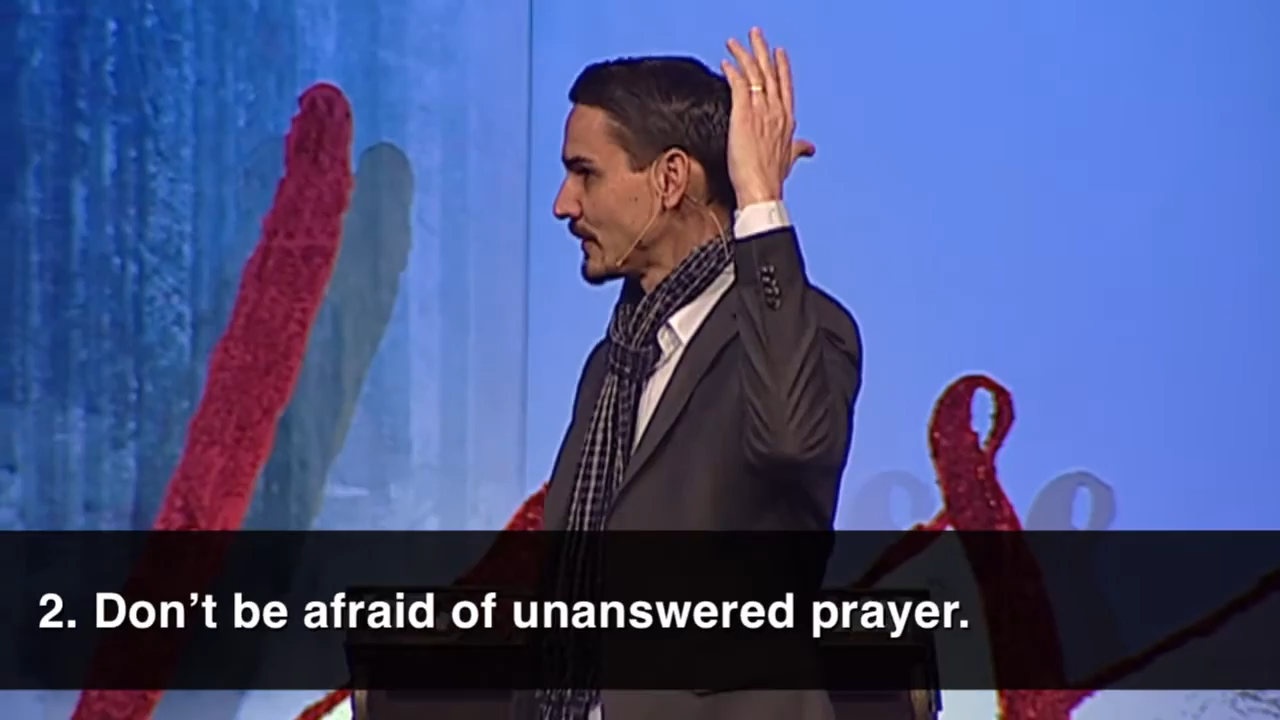 2. Don’t be afraid of unanswered prayer.